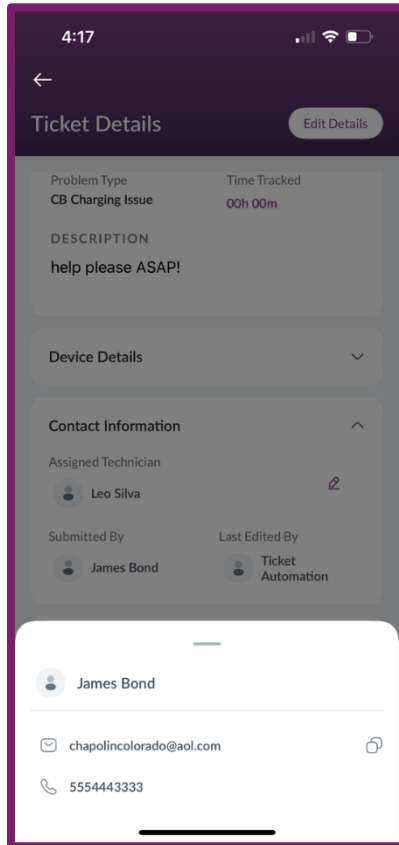 4:17
Ticket Details
Edit Details
Problem Type
Time Tracked
CB Charging Issue
00h 00m
DESCRIPTION
help please ASAP!
Device Details
Contact Information
Assigned Technician
Leo Silva
Submitted By
Last Edited By
James Bond
Ticket
Automation
James Bond
chapolincolorado@aol.com
5554443333